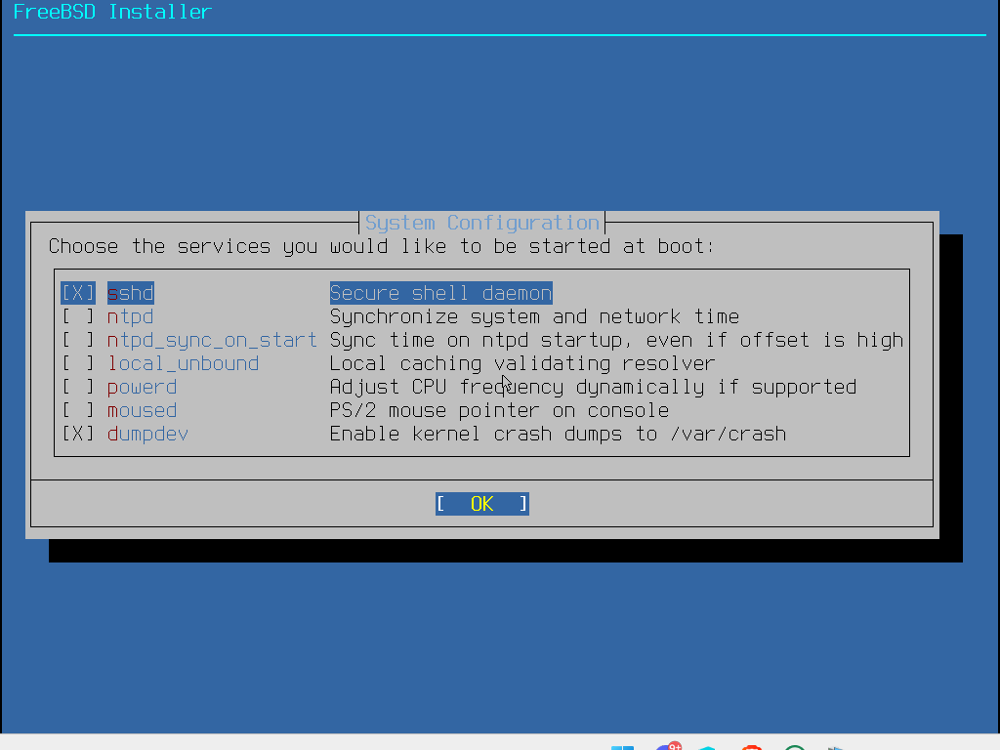 FreeBSD Installer
System Configuration
Choose the services you would like to be started at boot:
[X] sshd Secure shell daemon
[ ] ntpd Synchronize system and network time
[ ] ntpd_sync_on_start Sync time on ntpd startup, even if offset is high
[ ] local_unbound Local caching validating resolver
[ ] powerd Adjust CPU frequency dynamically if supported
[ ] moused PS/2 mouse pointer on console
[X] dumpdev Enable kernel crash dumps to /var/crash
[ OK ]
9+